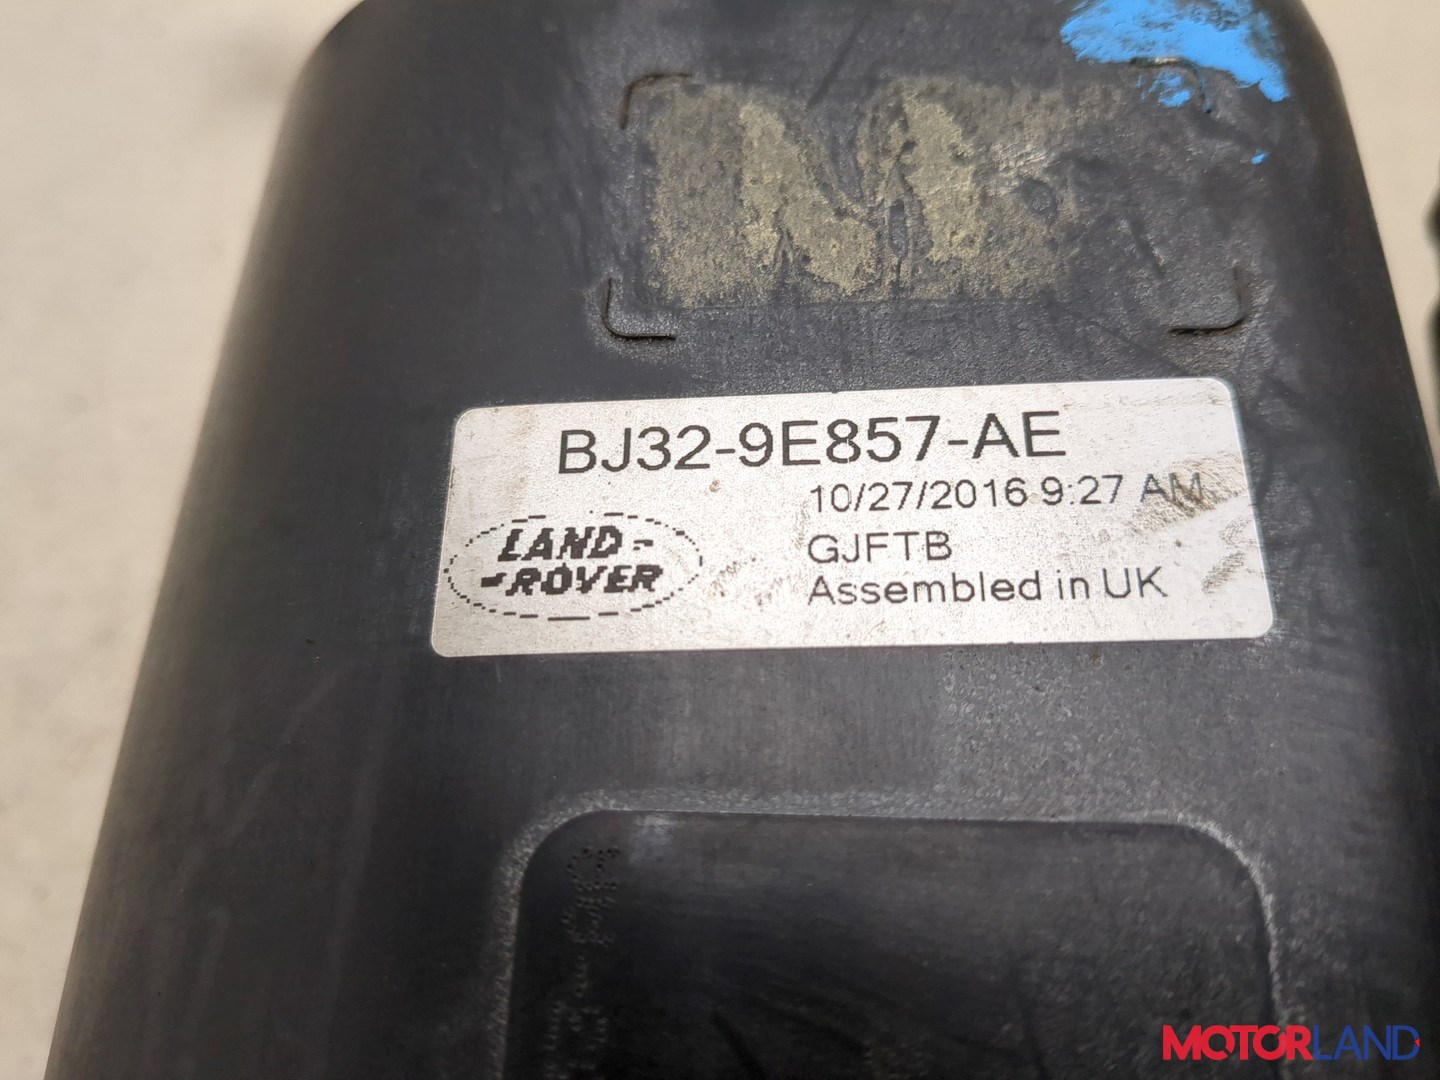 BJ32-9E857-AE
10/27/2016 9:27 AM
GJFTB
Assembled in UK
LAND-
-ROVER
MOTORLAND